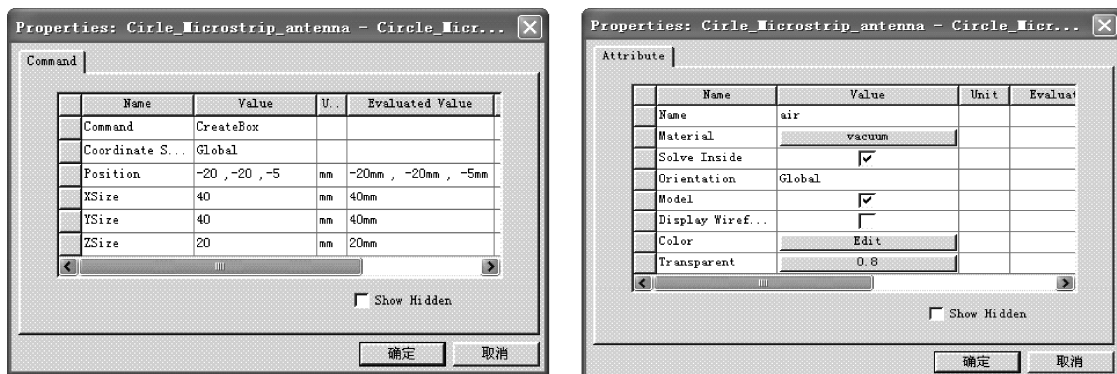 Properties: Cirle_Microstrip_antenna - Circle_Micr...
Command
Name Value U.. Evaluated Value
Command CreateBox
Coordinate S... Global
Position -20 ,-20 ,-5 mm -20mm , -20mm , -5mm
XSize 40 mm 40mm
YSize 40 mm 40mm
ZSize 20 mm 20mm
Show Hidden
确定 取消
Properties: Cirle_Microstrip_antenna - Circle_Micr...
Attribute
Name Value Unit Evaluat
Name air
Material vacuum
Solve Inside
Orientation Global
Model
Display Wiref...
Color Edit
Transparent 0.8
Show Hidden
确定 取消